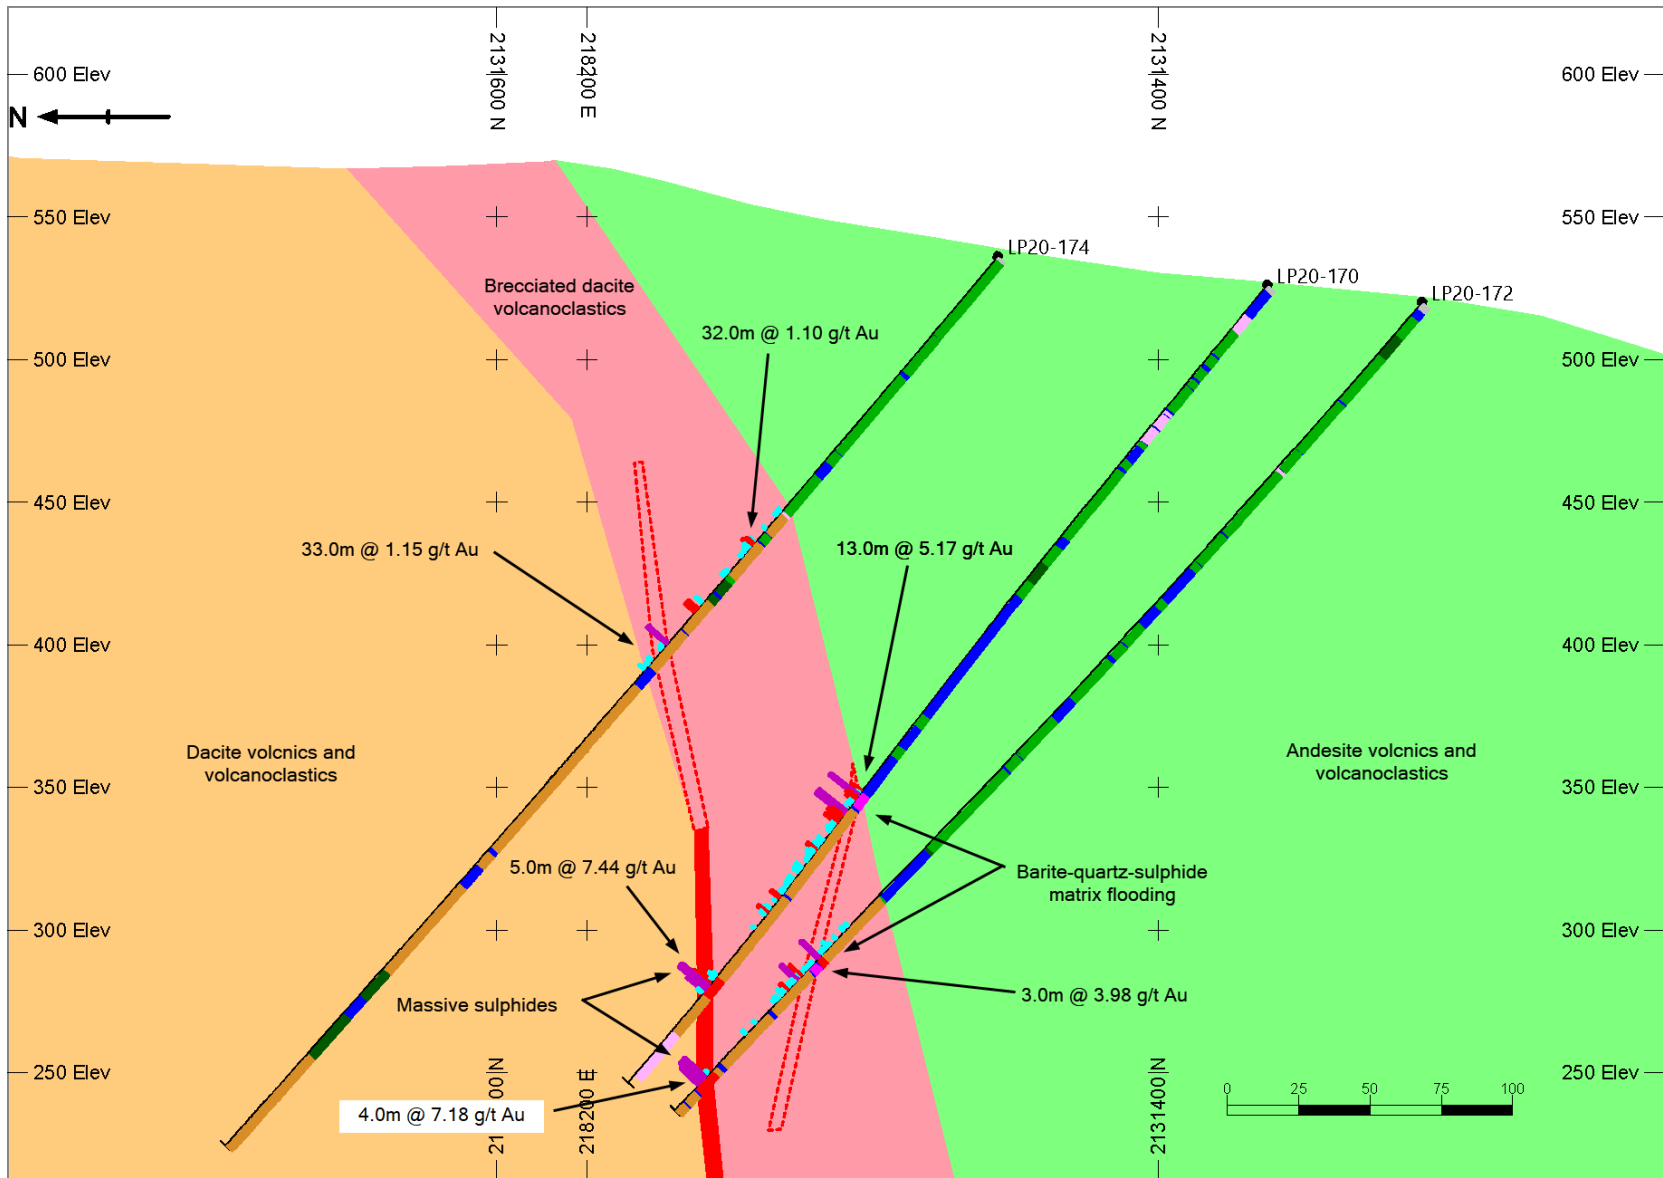 2131600 N
218200 E
2131400 N
600 Elev
600 Elev
N
550 Elev
550 Elev
LP20-174
LP20-170
LP20-172
Brecciated dacite
volcanoclastics
32.0m @ 1.10 g/t Au
500 Elev
500 Elev
450 Elev
450 Elev
33.0m @ 1.15 g/t Au
13.0m @ 5.17 g/t Au
400 Elev
400 Elev
Dacite volcnics and
volcanoclastics
Andesite volcnics and
volcanoclastics
350 Elev
350 Elev
5.0m @ 7.44 g/t Au
Barite-quartz-sulphide
matrix flooding
300 Elev
300 Elev
Massive sulphides
3.0m @ 3.98 g/t Au
250 Elev
250 Elev
4.0m @ 7.18 g/t Au
218200 E
2131400 N
0 25 50 75 100